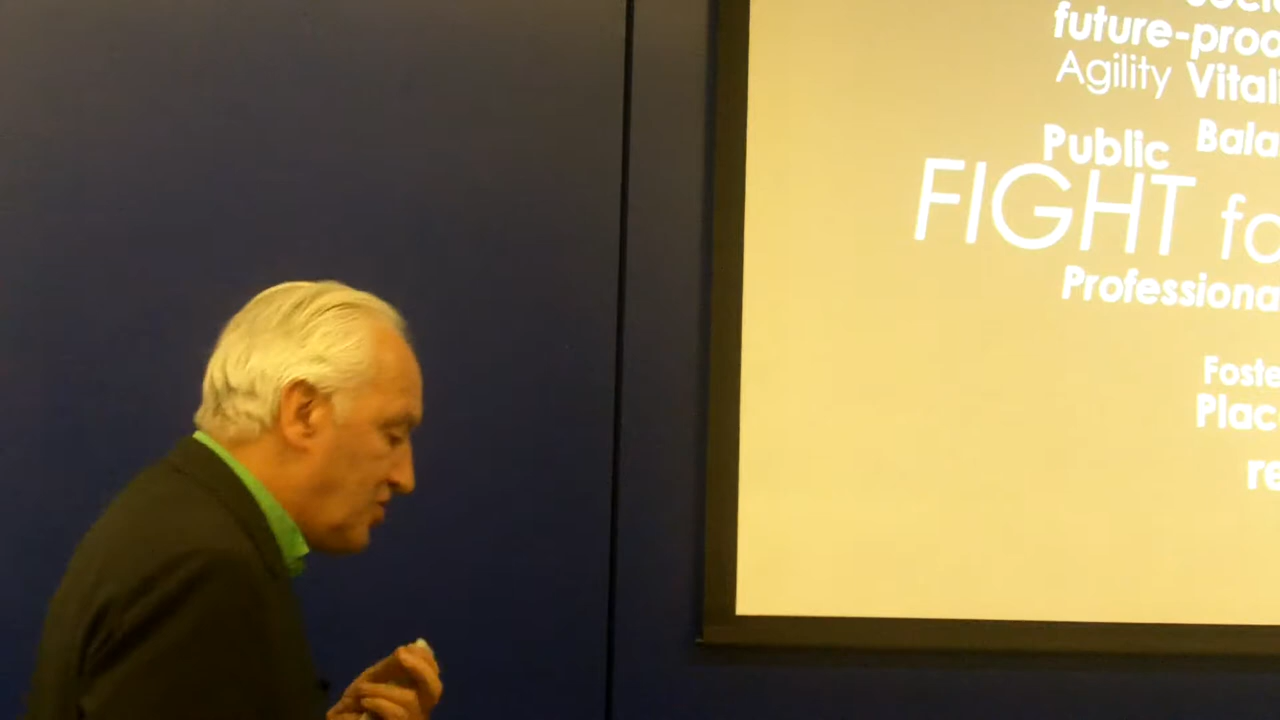 future-proo
Agility Vitali
Public Bala
FIGHT fo
Professiona
Foste
Plac
re